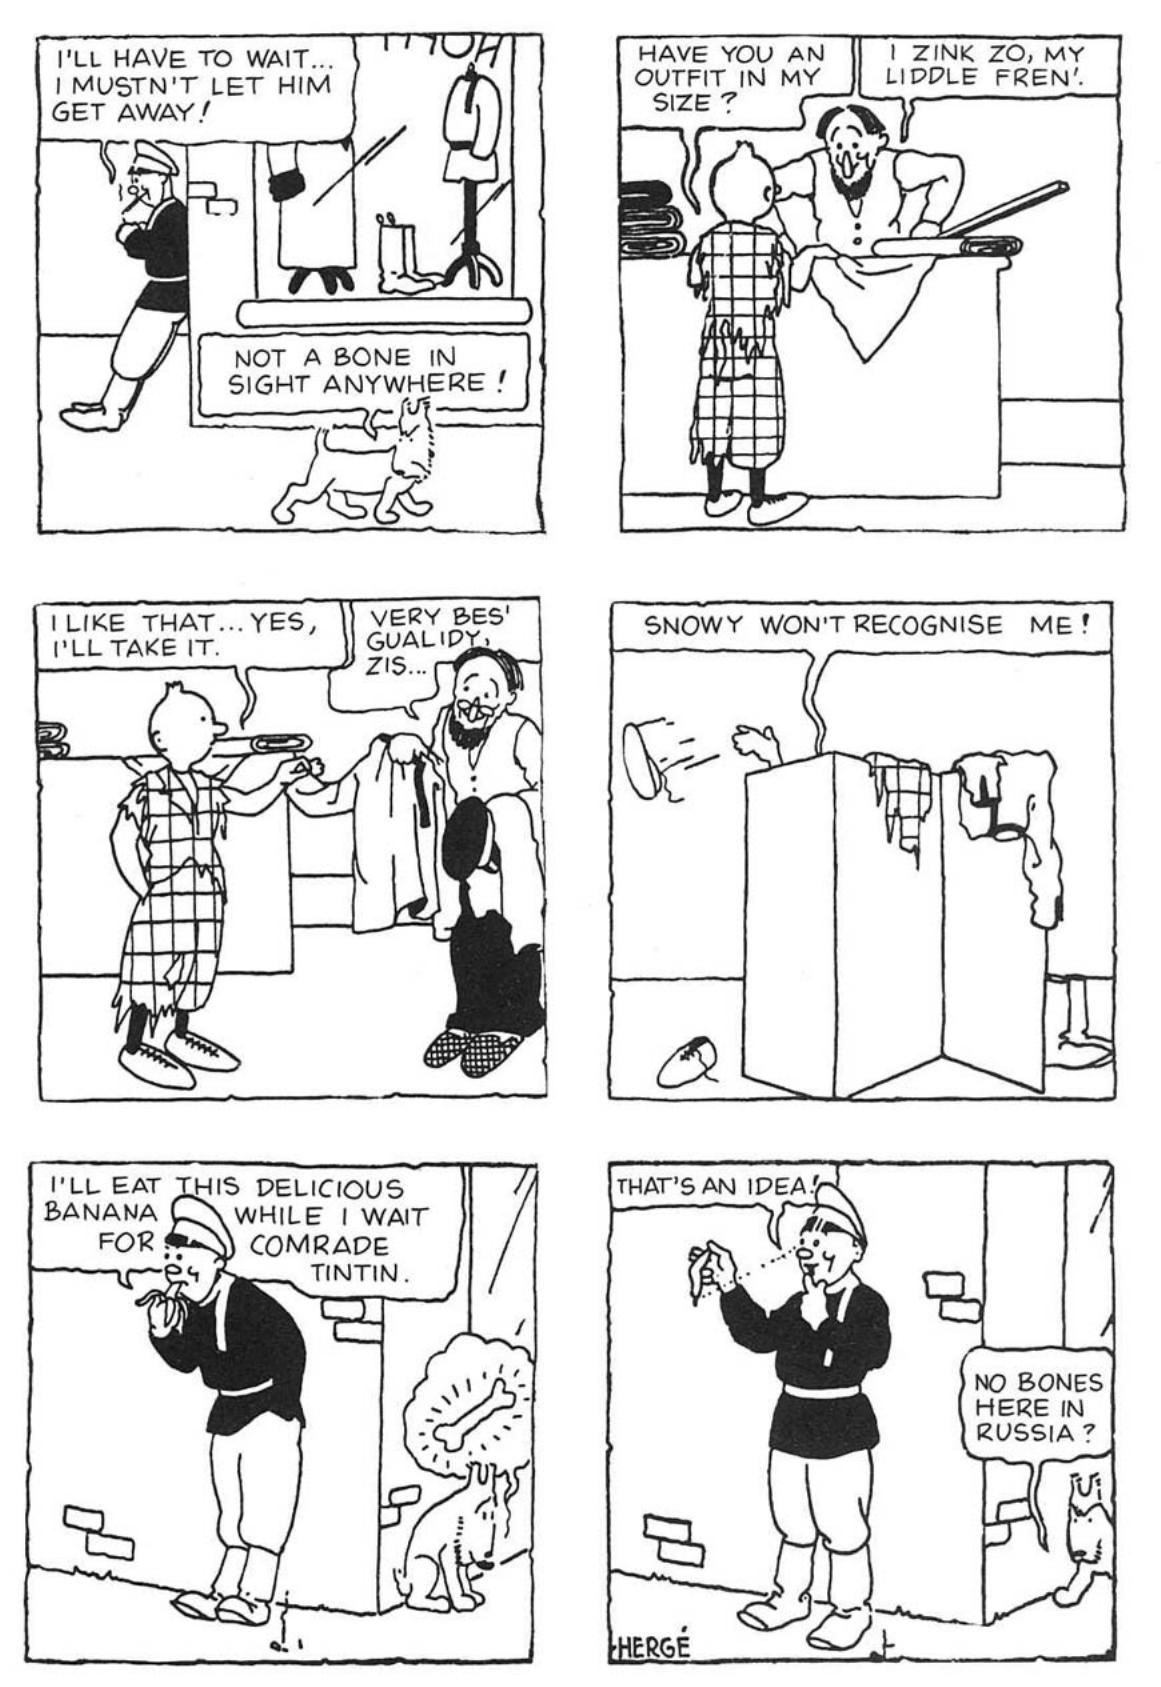 I'LL HAVE TO WAIT...
I MUSTN'T LET HIM
GET AWAY!
NOT A BONE IN
SIGHT ANYWHERE!
HAVE YOU AN
OUTFIT IN MY
SIZE?
I ZINK ZO, MY
LIDDLE FREN'.
I LIKE THAT... YES,
I'LL TAKE IT.
VERY BES'
GUALIDY,
ZIS...
SNOWY WON'T RECOGNISE ME!
I'LL EAT THIS DELICIOUS
BANANA WHILE I WAIT
FOR COMRADE
TINTIN.
THAT'S AN IDEA!
NO BONES
HERE IN
RUSSIA?
HERGÉ